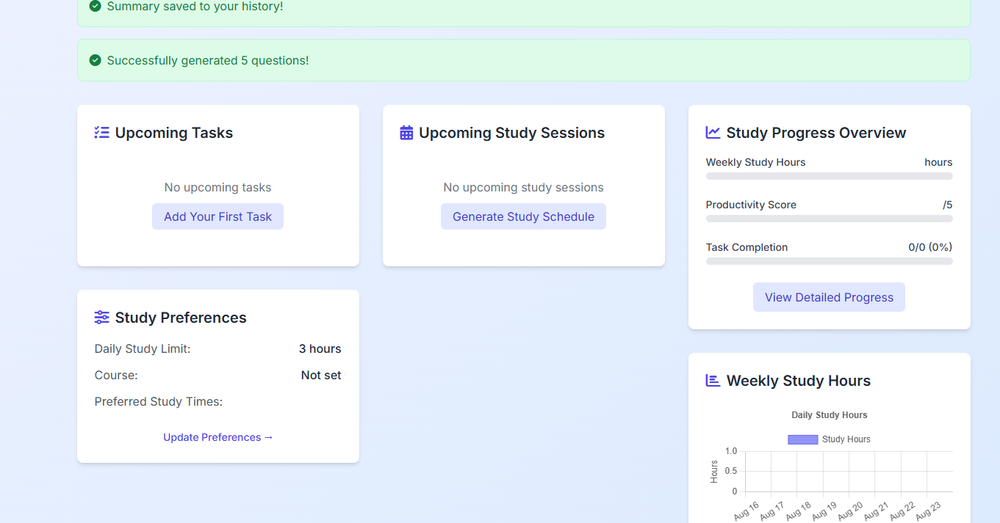 Summary saved to your history!
Successfully generated 5 questions!
Upcoming Tasks
No upcoming tasks
Add Your First Task
Upcoming Study Sessions
No upcoming study sessions
Generate Study Schedule
Study Progress Overview
Weekly Study Hours hours
Productivity Score /5
Task Completion 0/0 (0%)
View Detailed Progress
Study Preferences
Daily Study Limit: 3 hours
Course: Not set
Preferred Study Times:
Update Preferences →
Weekly Study Hours
Daily Study Hours
Study Hours
Hours
1.0
0.5
0
Aug 16 Aug 17 Aug 18 Aug 19 Aug 20 Aug 21 Aug 22 Aug 23